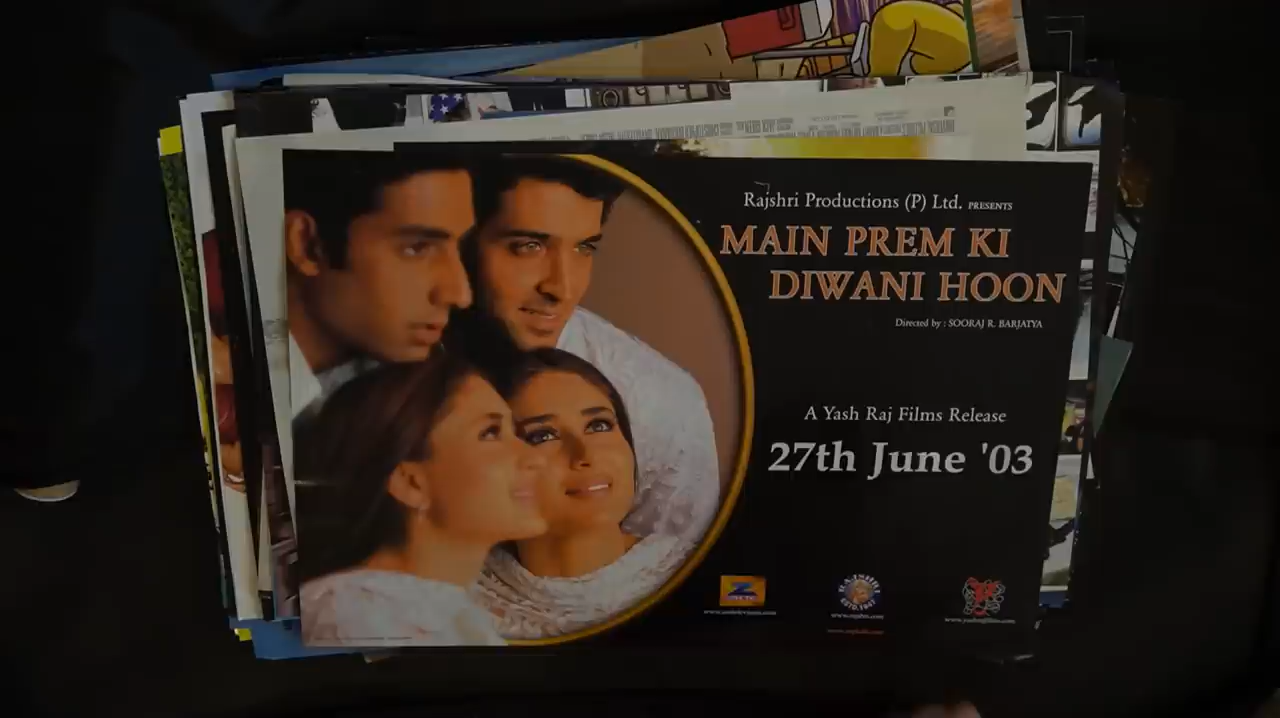 Rajshri Productions (P) Ltd. PRESENTS
MAIN PREM KI
DIWANI HOON
Directed by : SOORAJ R. BARJATYA
A Yash Raj Films Release
27th June '03
Z
RAJSHRI